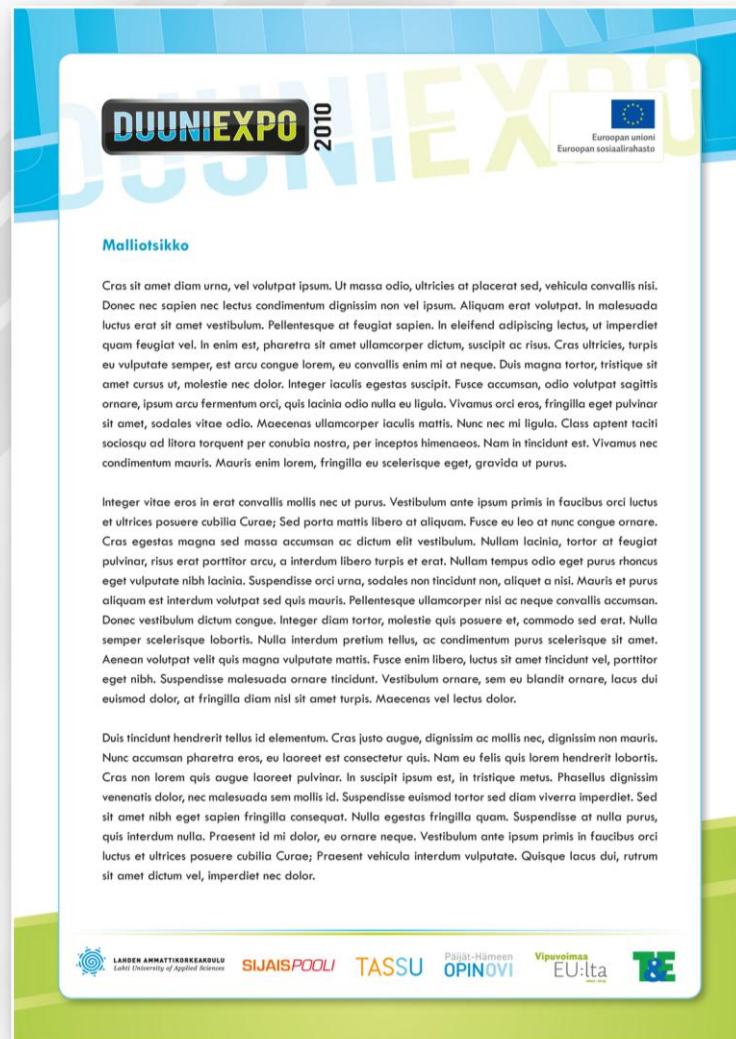 DUUNIEXPO
DUUNIEXPO 2010
Euroopan unioni
Euroopan sosiaalirahasto
Malliotsikko
Cras sit amet diam urna, vel volutpat ipsum. Ut massa odio, ultricies at placerat sed, vehicula convallis nisi.
Donec nec sapien nec lectus condimentum dignissim non vel ipsum. Aliquam erat volutpat. In malesuada
luctus erat sit amet vestibulum. Pellentesque at feugiat sapien. In eleifend adipiscing lectus, ut imperdiet
quam feugiat vel. In enim est, pharetra sit amet ullamcorper dictum, suscipit ac risus. Cras ultricies, turpis
eu vulputate semper, est arcu congue lorem, eu convallis enim mi at neque. Duis magna tortor, tristique sit
amet cursus ut, molestie nec dolor. Integer iaculis egestas suscipit. Fusce accumsan, odio volutpat sagittis
ornare, ipsum arcu fermentum orci, quis lacinia odio nulla eu ligula. Vivamus orci eros, fringilla eget pulvinar
sit amet, sodales vitae odio. Maecenas ullamcorper iaculis mattis. Nunc nec mi ligula. Class aptent taciti
sociosqu ad litora torquent per conubia nostra, per inceptos himenaeos. Nam in tincidunt est. Vivamus nec
condimentum mauris. Mauris enim lorem, fringilla eu scelerisque eget, gravida ut purus.
Integer vitae eros in erat convallis mollis nec ut purus. Vestibulum ante ipsum primis in faucibus orci luctus
et ultrices posuere cubilia Curae; Sed porta mattis libero at aliquam. Fusce eu leo at nunc congue ornare.
Cras egestas magna sed massa accumsan ac dictum elit vestibulum. Nullam lacinia, tortor at feugiat
pulvinar, risus erat porttitor arcu, a interdum libero turpis et erat. Nullam tempus odio eget purus rhoncus
eget vulputate nibh lacinia. Suspendisse orci urna, sodales non tincidunt non, aliquet a nisi. Mauris et purus
aliquam est interdum volutpat sed quis mauris. Pellentesque ullamcorper nisi ac neque convallis accumsan.
Donec vestibulum dictum congue. Integer diam tortor, molestie quis posuere et, commodo sed erat. Nulla
semper scelerisque lobortis. Nulla interdum pretium tellus, ac condimentum purus scelerisque sit amet.
Aenean volutpat velit quis magna vulputate mattis. Fusce enim libero, luctus sit amet tincidunt vel, porttitor
eget nibh. Suspendisse malesuada ornare tincidunt. Vestibulum ornare, sem eu blandit ornare, lacus dui
euismod dolor, at fringilla diam nisl sit amet turpis. Maecenas vel lectus dolor.
Duis tincidunt hendrerit tellus id elementum. Cras justo augue, dignissim ac mollis nec, dignissim non mauris.
Nunc accumsan pharetra eros, eu laoreet est consectetur quis. Nam eu felis quis lorem hendrerit lobortis.
Cras non lorem quis augue laoreet pulvinar. In suscipit ipsum est, in tristique metus. Phasellus dignissim
venenatis dolor, nec malesuada sem mollis id. Suspendisse euismod tortor sed diam viverra imperdiet. Sed
sit amet nibh eget sapien fringilla consequat. Nulla egestas fringilla quam. Suspendisse at nulla purus,
quis interdum nulla. Praesent id mi dolor, eu ornare neque. Vestibulum ante ipsum primis in faucibus orci
luctus et ultrices posuere cubilia Curae; Praesent vehicula interdum vulputate. Quisque lacus dui, rutrum
sit amet dictum vel, imperdiet nec dolor.
LAHDEN AMMATTIKORKEAKOULU
Lahti University of Applied Sciences
SIJAISPOOLI
TASSU
Päijät-Hämeen
OPINOVI
Vipuvoimaa
EU:lta
T&E